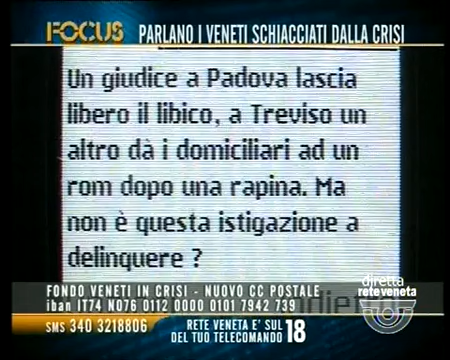 FOCUS PARLANO I VENETI SCHIACCIATI DALLA CRISI
Un giudice a Padova lascia
libero il libico, a Treviso un
altro dà i domiciliari ad un
rom dopo una rapina. Ma
non è questa istigazione a
delinquere ?
diretta
reteveneta
FONDO VENETI IN CRISI - NUOVO CC POSTALE
iban IT74 N076 0112 0000 0101 7942 739
SMS 340 3218806
RETE VENETA E' SUL
DEL TUO TELECOMANDO 18